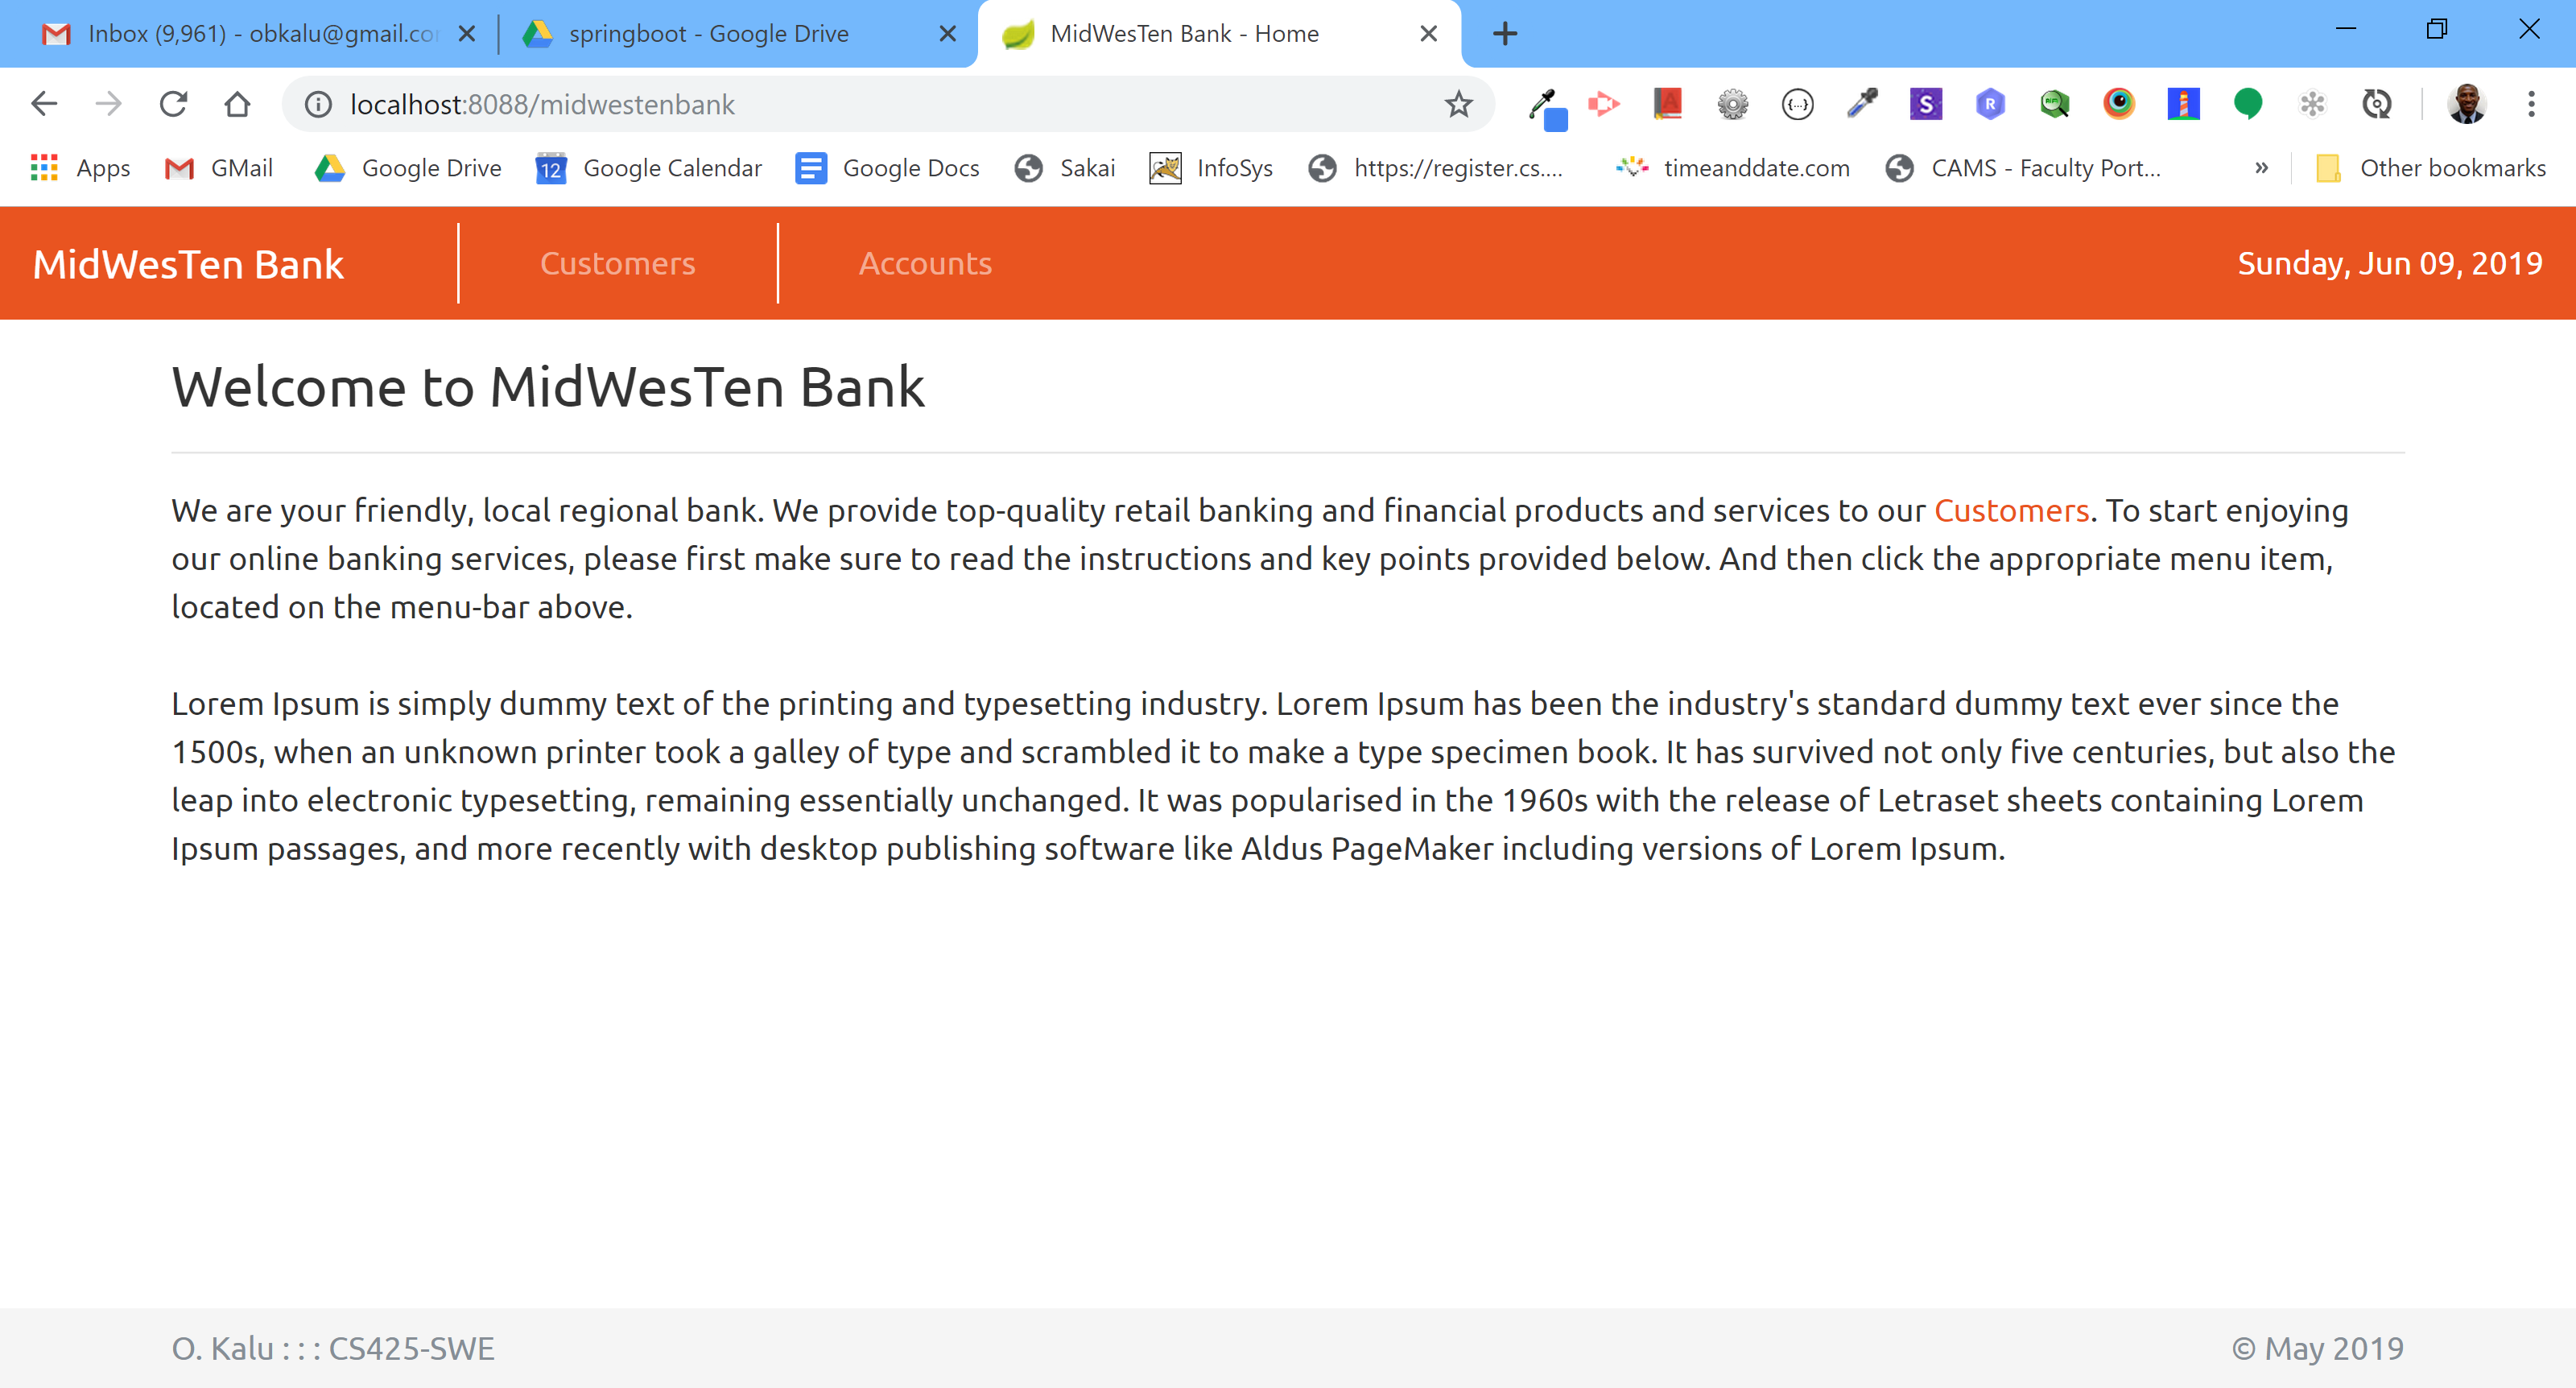 Inbox (9,961) - obkalu@gmail.co
springboot - Google Drive
MidWesTen Bank - Home
localhost:8088/midwestenbank
Apps GMail Google Drive 12 Google Calendar Google Docs Sakai InfoSys https://register.cs.... timeanddate.com CAMS - Faculty Port... » Other bookmarks
MidWesTen Bank Customers Accounts Sunday, Jun 09, 2019
Welcome to MidWesTen Bank
We are your friendly, local regional bank. We provide top-quality retail banking and financial products and services to our Customers. To start enjoying
our online banking services, please first make sure to read the instructions and key points provided below. And then click the appropriate menu item,
located on the menu-bar above.
Lorem Ipsum is simply dummy text of the printing and typesetting industry. Lorem Ipsum has been the industry's standard dummy text ever since the
1500s, when an unknown printer took a galley of type and scrambled it to make a type specimen book. It has survived not only five centuries, but also the
leap into electronic typesetting, remaining essentially unchanged. It was popularised in the 1960s with the release of Letraset sheets containing Lorem
Ipsum passages, and more recently with desktop publishing software like Aldus PageMaker including versions of Lorem Ipsum.
O. Kalu : : : CS425-SWE © May 2019